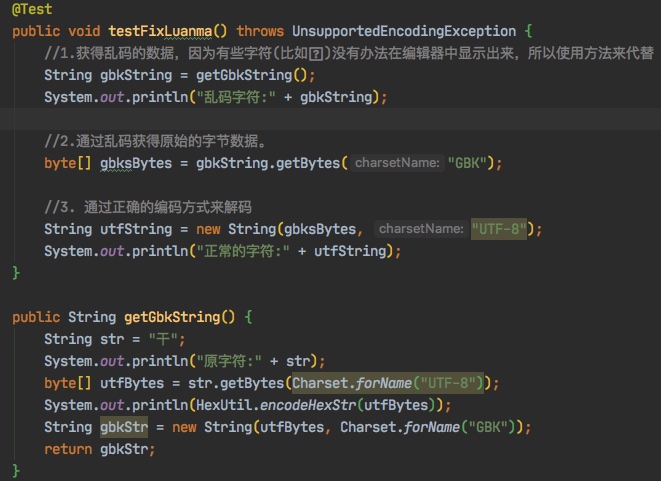 @Test
public void testFixLuanma() throws UnsupportedEncodingException {
//1.获得乱码的数据，因为有些字符(比如)没有办法在编辑器中显示出来，所以使用方法来代替
String gbkString = getGbkString();
System.out.println("乱码字符:" + gbkString);
//2.通过乱码获得原始的字节数据。
byte[] gbksBytes = gbkString.getBytes( charsetName: "GBK");
//3. 通过正确的编码方式来解码
String utfString = new String(gbksBytes, charsetName: "UTF-8");
System.out.println("正常的字符:" + utfString);
}
public String getGbkString() {
String str = "干";
System.out.println("原字符:" + str);
byte[] utfBytes = str.getBytes(Charset.forName("UTF-8"));
System.out.println(HexUtil.encodeHexStr(utfBytes));
String gbkStr = new String(utfBytes, Charset.forName("GBK"));
return gbkStr;
}